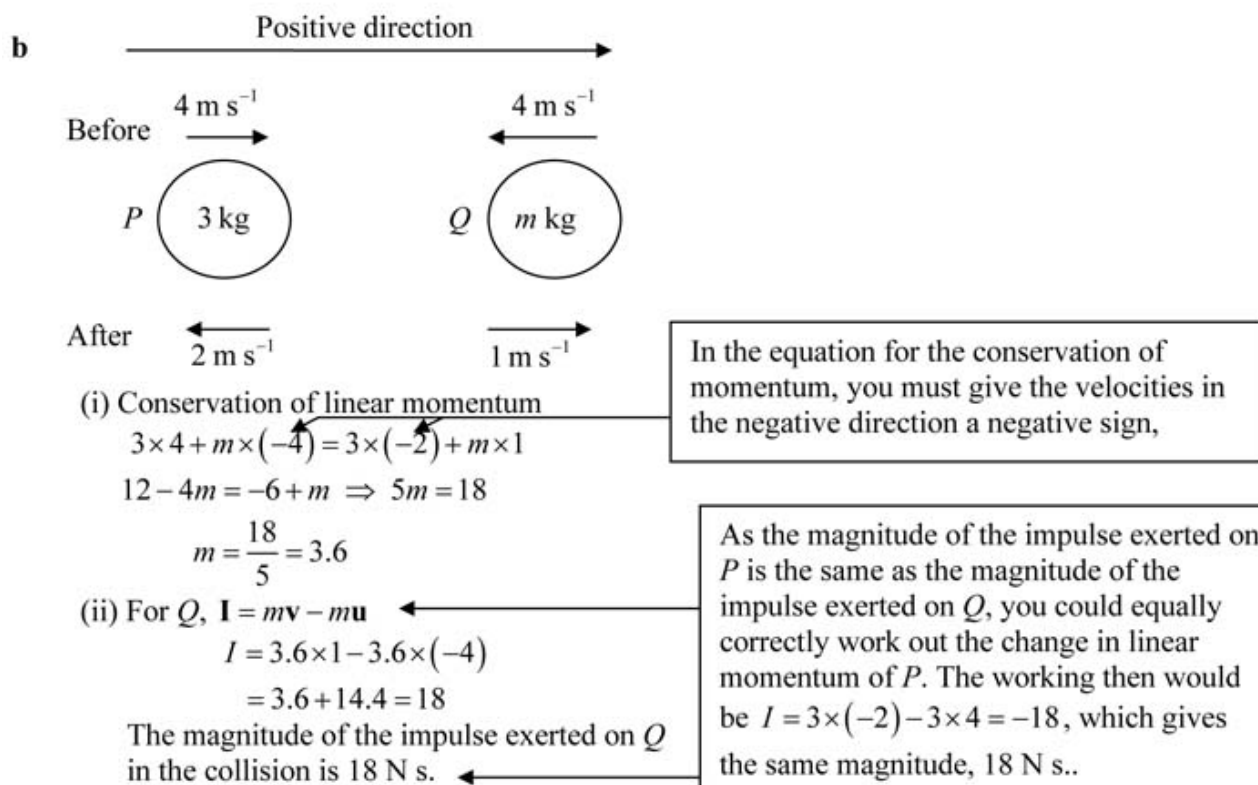 b
Positive direction
4 m s⁻¹ 4 m s⁻¹
Before
P 3 kg Q m kg
After
2 m s⁻¹ 1 m s⁻¹
(i) Conservation of linear momentum
3×4+m×(−4)=3×(−2)+m×1
12−4m=−6+m ⇒ 5m=18
m=18/5=3.6
(ii) For Q, I=mv−mu
I=3.6×1−3.6×(−4)
=3.6+14.4=18
The magnitude of the impulse exerted on Q
in the collision is 18 N s.
In the equation for the conservation of
momentum, you must give the velocities in
the negative direction a negative sign,
As the magnitude of the impulse exerted on
P is the same as the magnitude of the
impulse exerted on Q, you could equally
correctly work out the change in linear
momentum of P. The working then would
be I=3×(−2)−3×4=−18, which gives
the same magnitude, 18 N s..